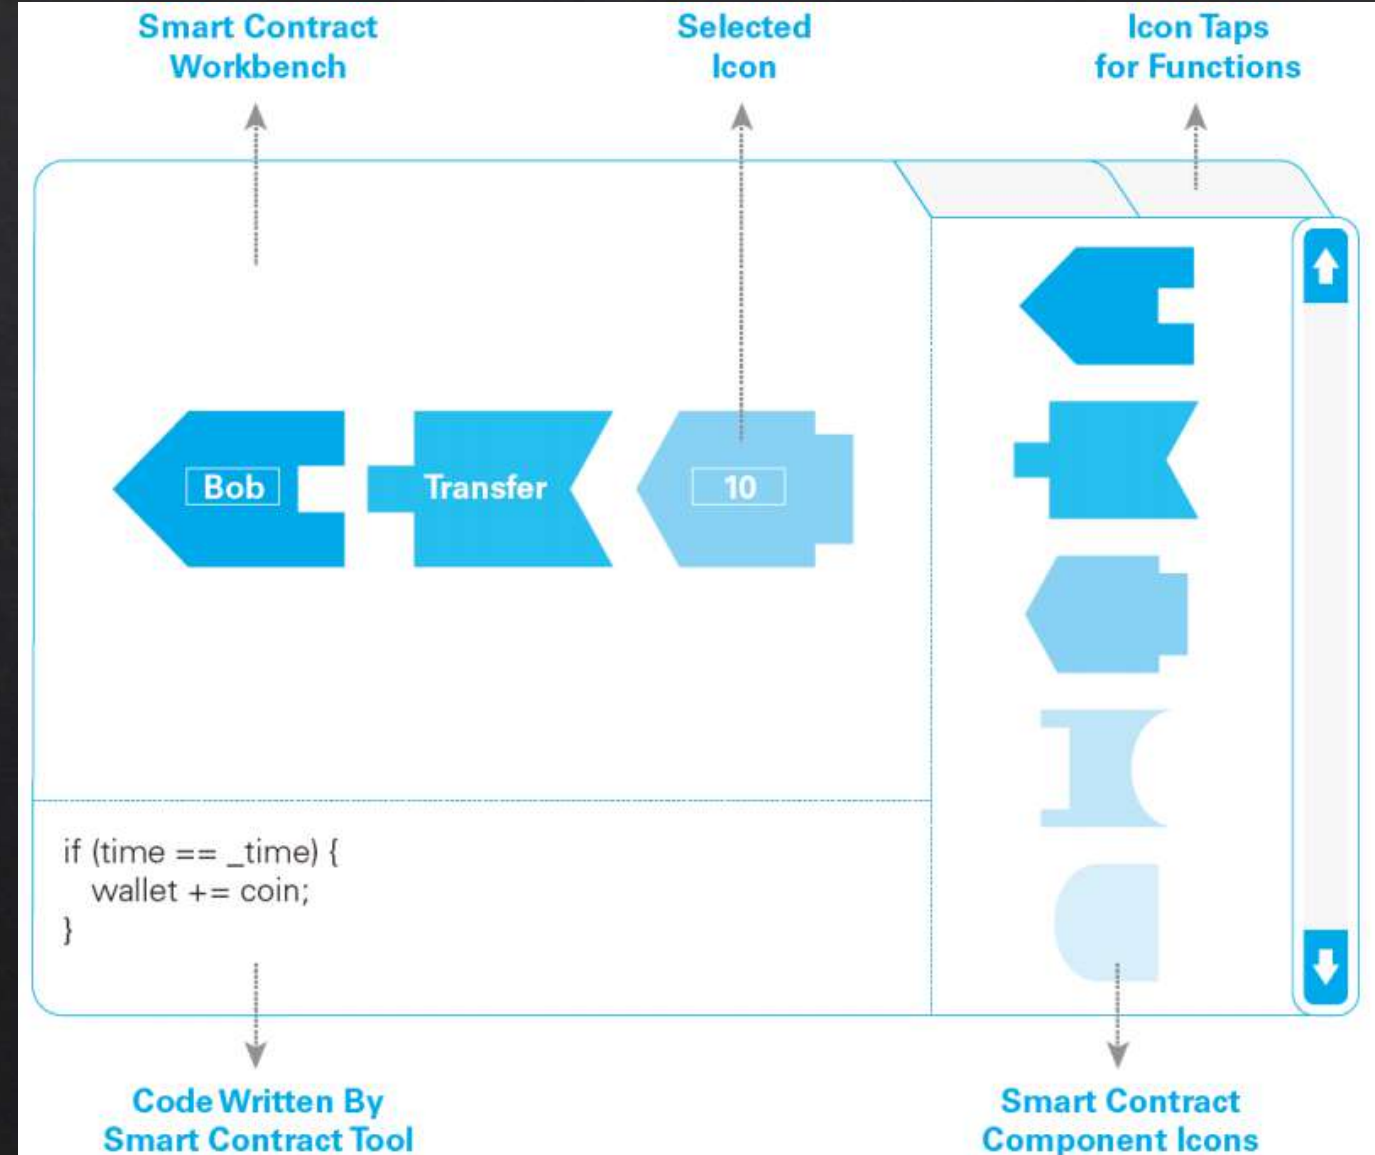 Smart Contract
Workbench
Selected
Icon
Icon Taps
for Functions
Bob
Transfer
10
if (time == _time) {
wallet += coin;
}
Code Written By
Smart Contract Tool
Smart Contract
Component Icons